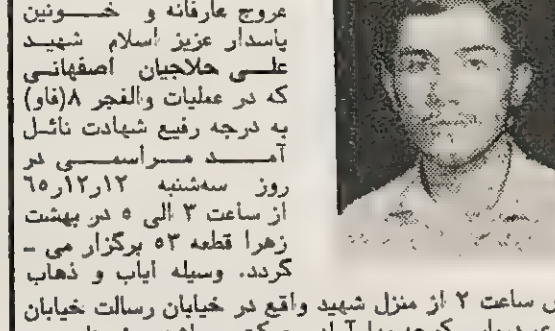 عروج عارفانه و خونین
پاسدار عزیز اسلام شهید
علی حلاجیان اصفهانی
که در عملیات والفجر ۸(فاو)
به درجه رفیع شهادت نائل
آمد مراسمی در
روز سه‌شنبه ۱۲ر۱۲ر۶۵
از ساعت ۳ الی ۵ در بهشت
زهرا قطعه ۵۳ برگزار می -
گردد. وسیله ایاب و ذهاب
ساعت ۲ از منزل شهید واقع در خیابان رسالت خیابان